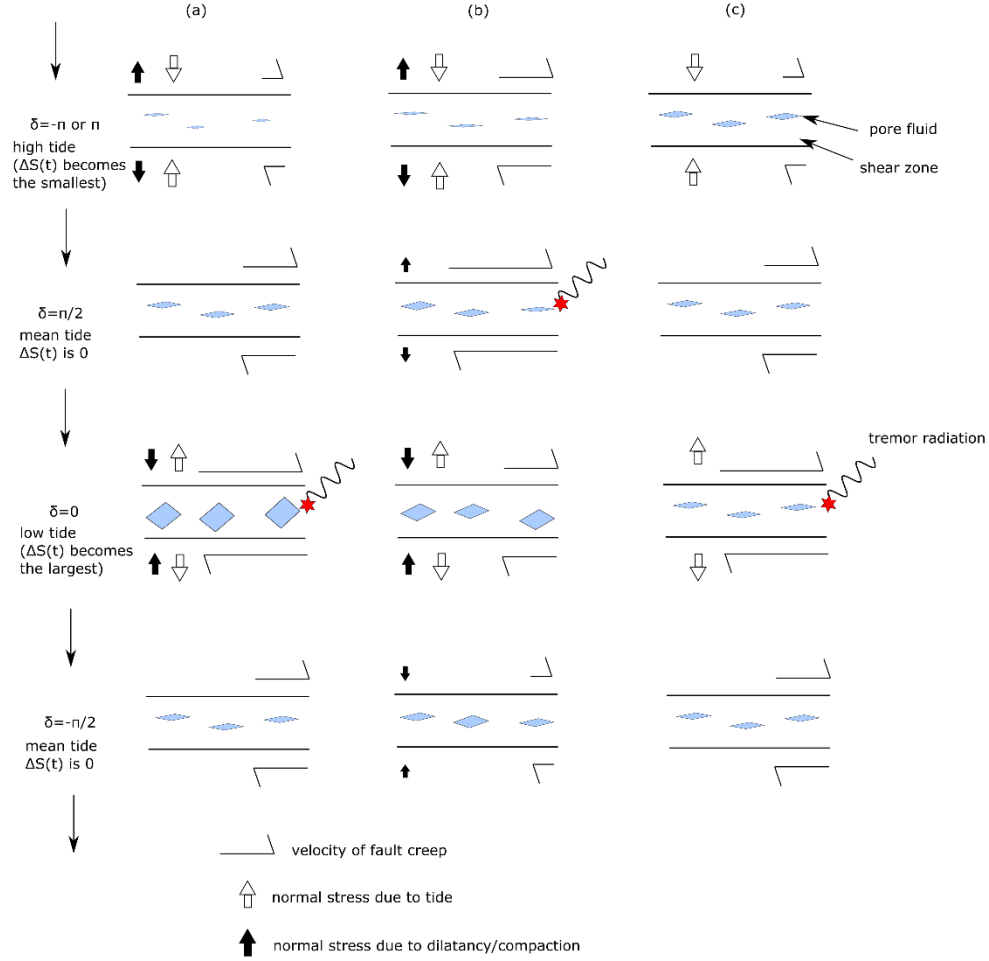 (a)
(b)
(c)
δ=-π or π
high tide
(ΔS(t) becomes
the smallest)
pore fluid
shear zone
δ=π/2
mean tide
ΔS(t) is 0
tremor radiation
δ=0
low tide
(ΔS(t) becomes
the largest)
δ=-π/2
mean tide
ΔS(t) is 0
velocity of fault creep
normal stress due to tide
normal stress due to dilatancy/compaction